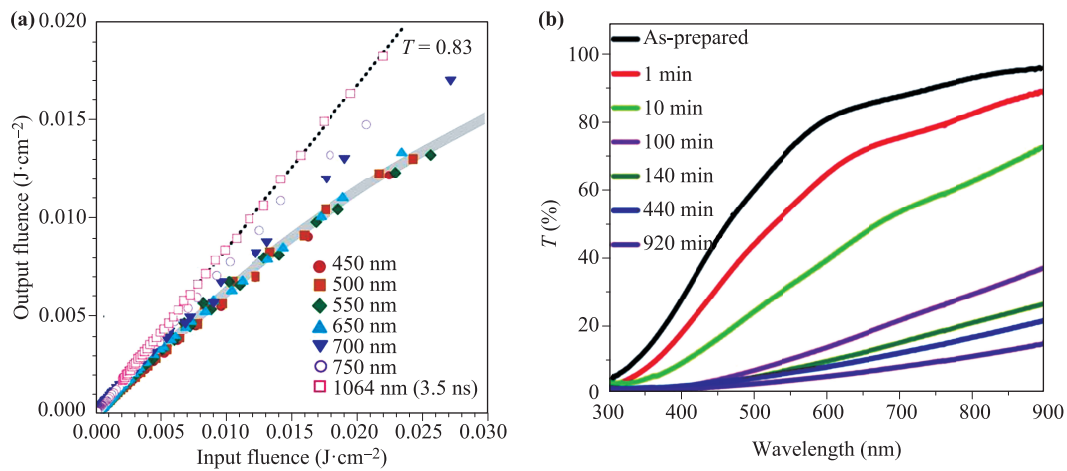 (a)
0.020
0.015
0.010
0.005
0.000
Output fluence (J·cm⁻²)
T = 0.83
450 nm
500 nm
550 nm
650 nm
700 nm
750 nm
1064 nm (3.5 ns)
0.000 0.005 0.010 0.015 0.020 0.025 0.030
Input fluence (J·cm⁻²)
(b)
100
80
60
40
20
0
T (%)
As-prepared
1 min
10 min
100 min
140 min
440 min
920 min
300 400 500 600 700 800 900
Wavelength (nm)